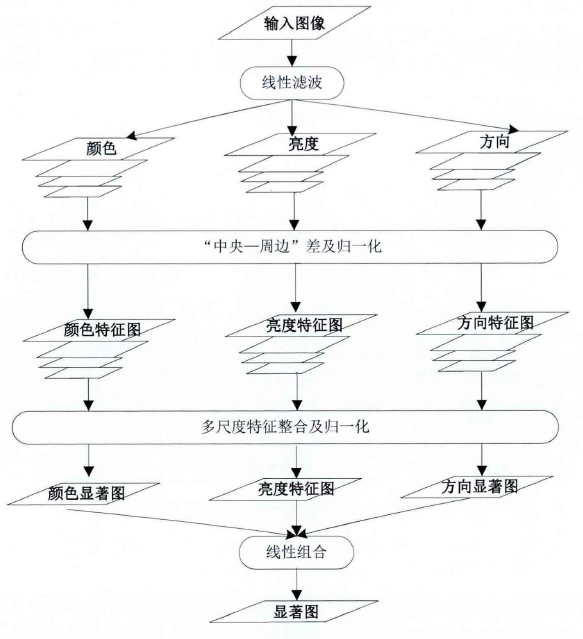 输入图像
线性滤波
颜色
亮度
方向
“中央—周边”差及归一化
颜色特征图
亮度特征图
方向特征图
多尺度特征整合及归一化
颜色显著图
亮度特征图
方向显著图
线性组合
显著图